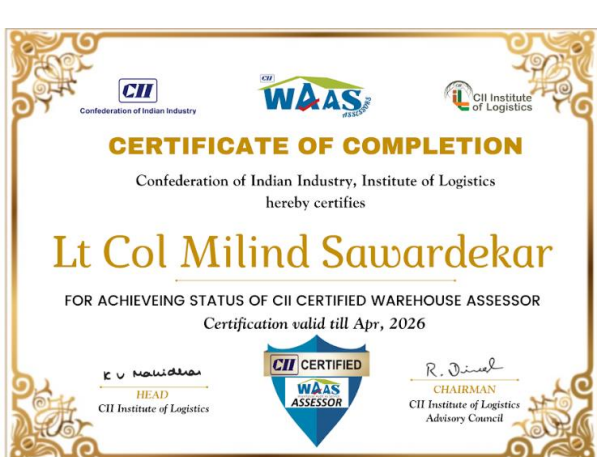 CII
Confederation of Indian Industry
CII
WAAS
ASSESSORS
CII Institute
of Logistics
CERTIFICATE OF COMPLETION
Confederation of Indian Industry, Institute of Logistics
hereby certifies
Lt Col Milind Sawardekar
FOR ACHIEVEING STATUS OF CII CERTIFIED WAREHOUSE ASSESSOR
Certification valid till Apr, 2026
CII CERTIFIED
WAAS
ASSESSOR
K V Mahidhar
HEAD
CII Institute of Logistics
R. Dinesh
CHAIRMAN
CII Institute of Logistics
Advisory Council